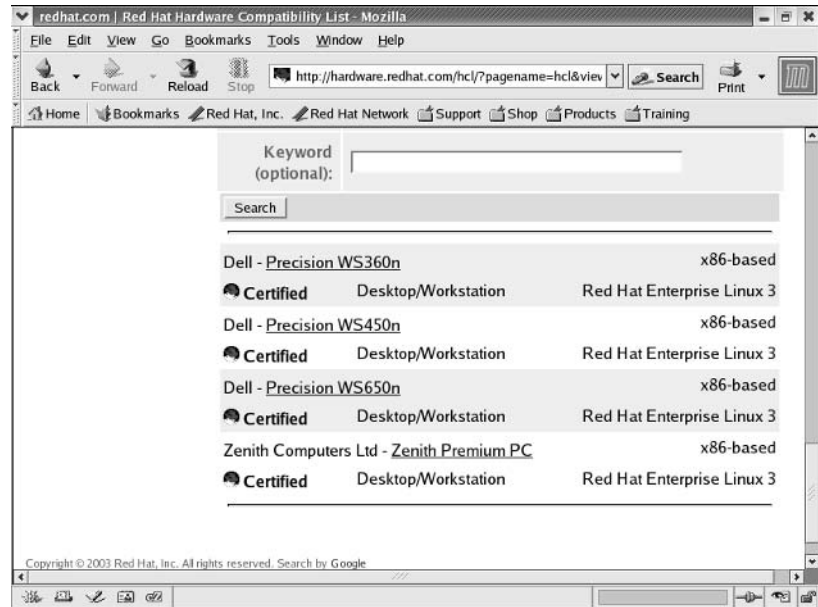 redhat.com | Red Hat Hardware Compatibility List - Mozilla
File Edit View Go Bookmarks Tools Window Help
Back Forward Reload Stop http://hardware.redhat.com/hcl/?pagename=hcl&view Search Print
Home Bookmarks Red Hat, Inc. Red Hat Network Support Shop Products Training
Keyword
(optional):
Search
Dell - Precision WS360n x86-based
Certified Desktop/Workstation Red Hat Enterprise Linux 3
Dell - Precision WS450n x86-based
Certified Desktop/Workstation Red Hat Enterprise Linux 3
Dell - Precision WS650n x86-based
Certified Desktop/Workstation Red Hat Enterprise Linux 3
Zenith Computers Ltd - Zenith Premium PC x86-based
Certified Desktop/Workstation Red Hat Enterprise Linux 3
Copyright © 2003 Red Hat, Inc. All rights reserved. Search by Google